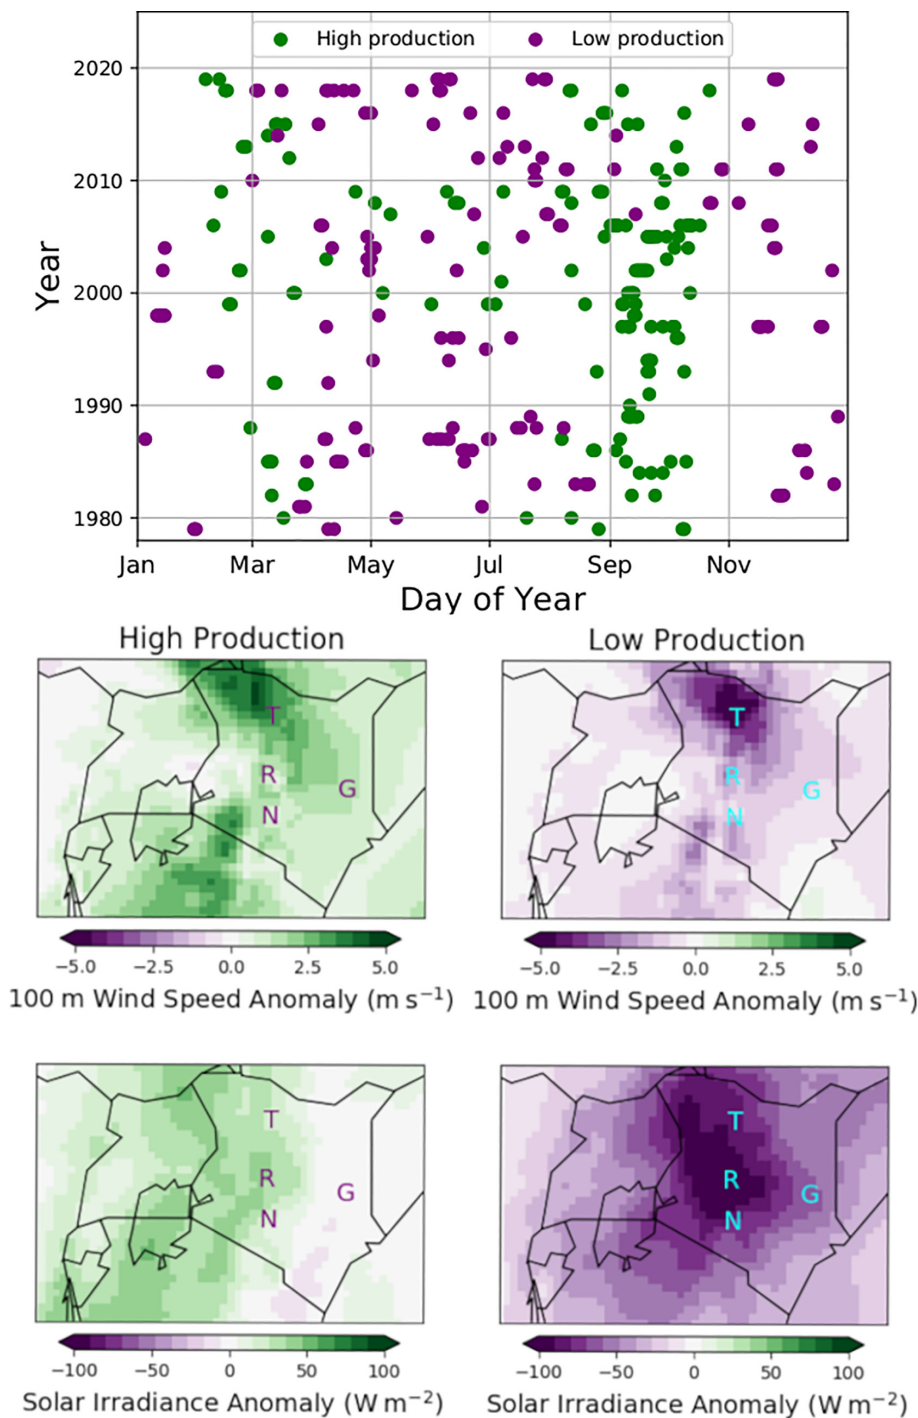 High production Low production
2020
2010
2000
1990
1980
Year
Jan Mar May Jul Sep Nov
Day of Year
High Production Low Production
T T
R R
G G
N N
−5.0 −2.5 0.0 2.5 5.0 −5.0 −2.5 0.0 2.5 5.0
100 m Wind Speed Anomaly (m s⁻¹) 100 m Wind Speed Anomaly (m s⁻¹)
T T
R R
G G
N N
−100 −50 0 50 100 −100 −50 0 50 100
Solar Irradiance Anomaly (W m⁻²) Solar Irradiance Anomaly (W m⁻²)